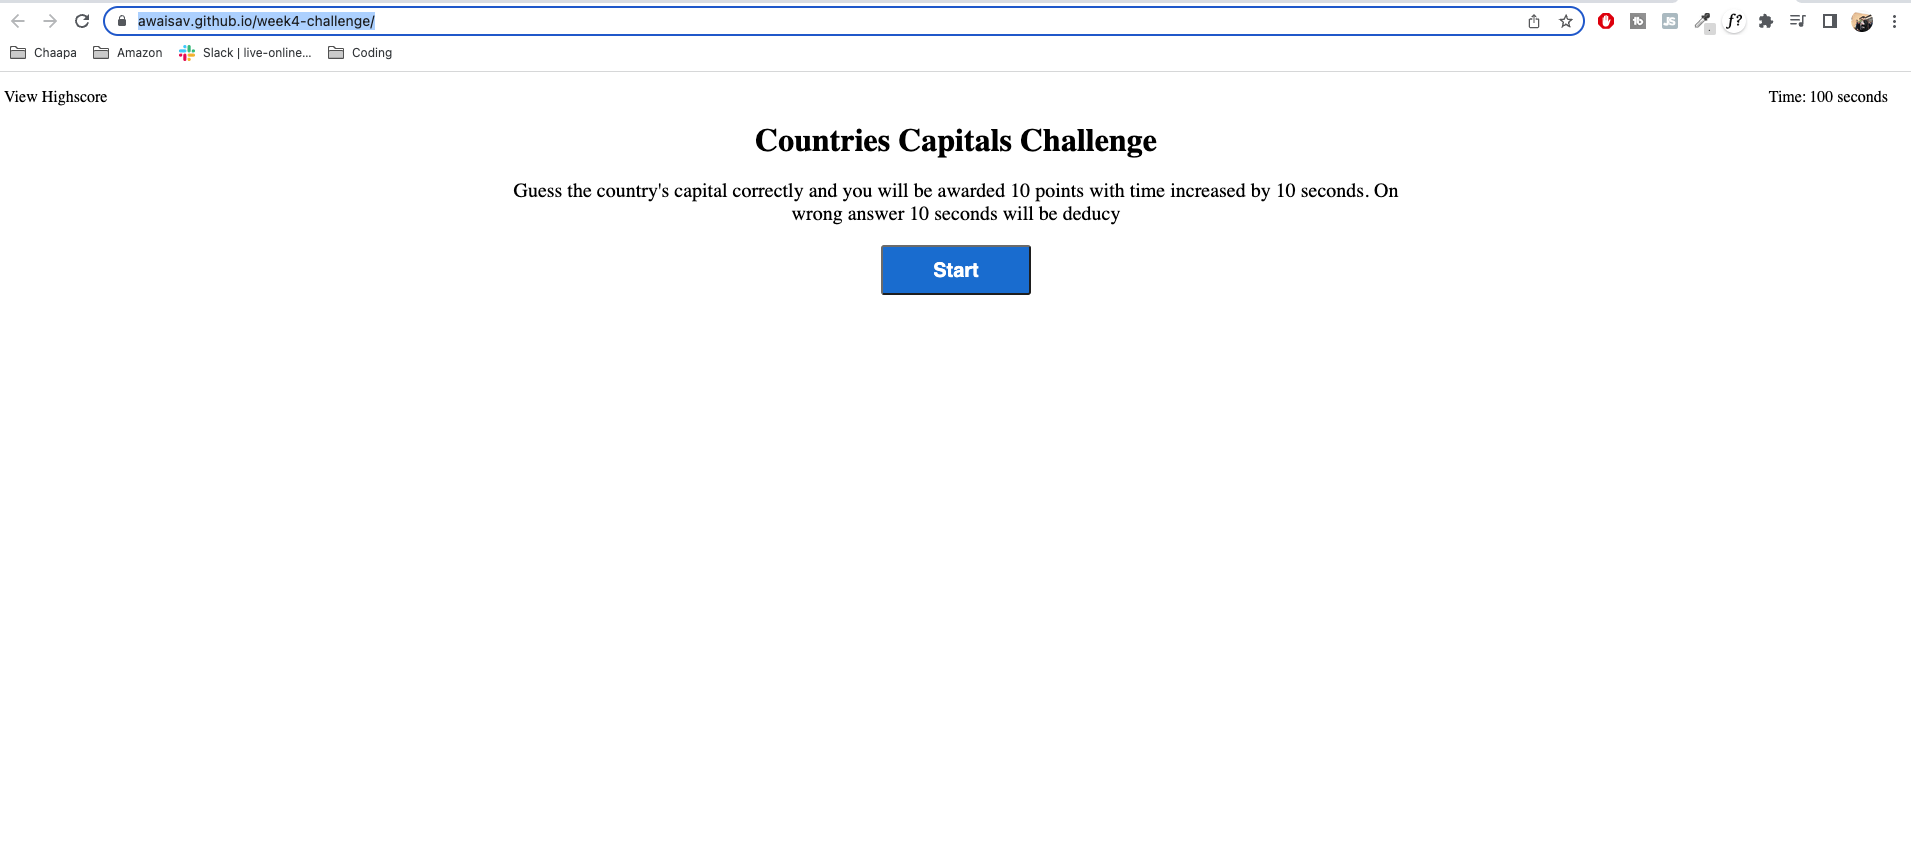 awaisav.github.io/week4-challenge/
f?
JS
Chaapa Amazon Slack | live-online... Coding
View Highscore Time: 100 seconds
Countries Capitals Challenge
Guess the country's capital correctly and you will be awarded 10 points with time increased by 10 seconds. On
wrong answer 10 seconds will be deducy
Start